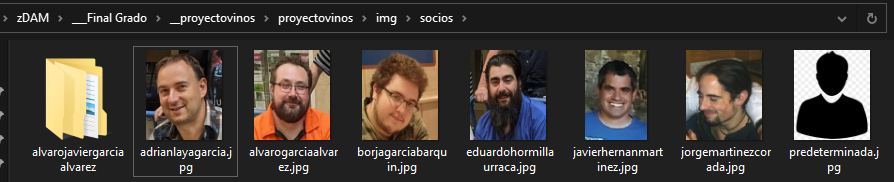 zDAM > ___Final Grado > __proyectovinos > proyectovinos > img > socios >
alvarojaviergarcia
alvarez
adrianlayagarcia.j
pg
alvarogarciaalvar
ez.jpg
borjagarciabarqu
in.jpg
eduardohormilla
urraca.jpg
javierhernanmart
inez.jpg
jorgemartinezcor
ada.jpg
predeterminada.j
pg